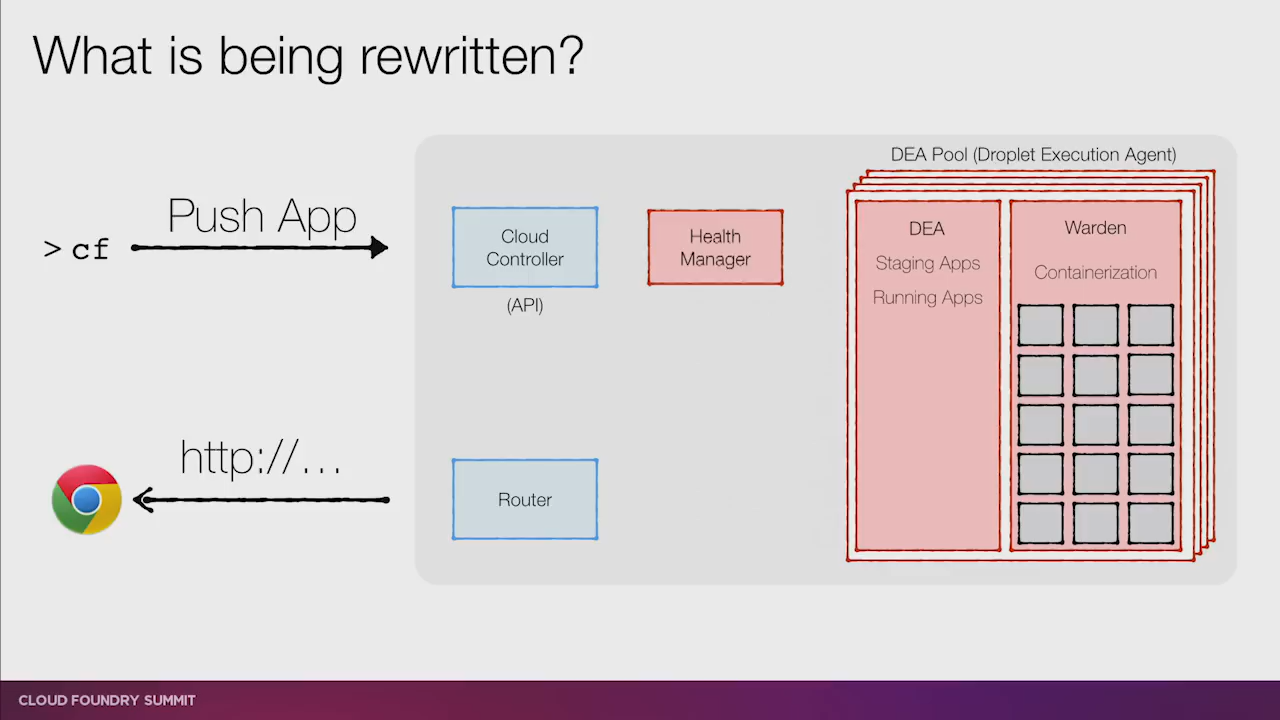 What is being rewritten?
DEA Pool (Droplet Execution Agent)
Push App
> cf
Cloud
Controller
(API)
Health
Manager
DEA
Staging Apps
Running Apps
Warden
Containerization
http://...
Router
CLOUD FOUNDRY SUMMIT